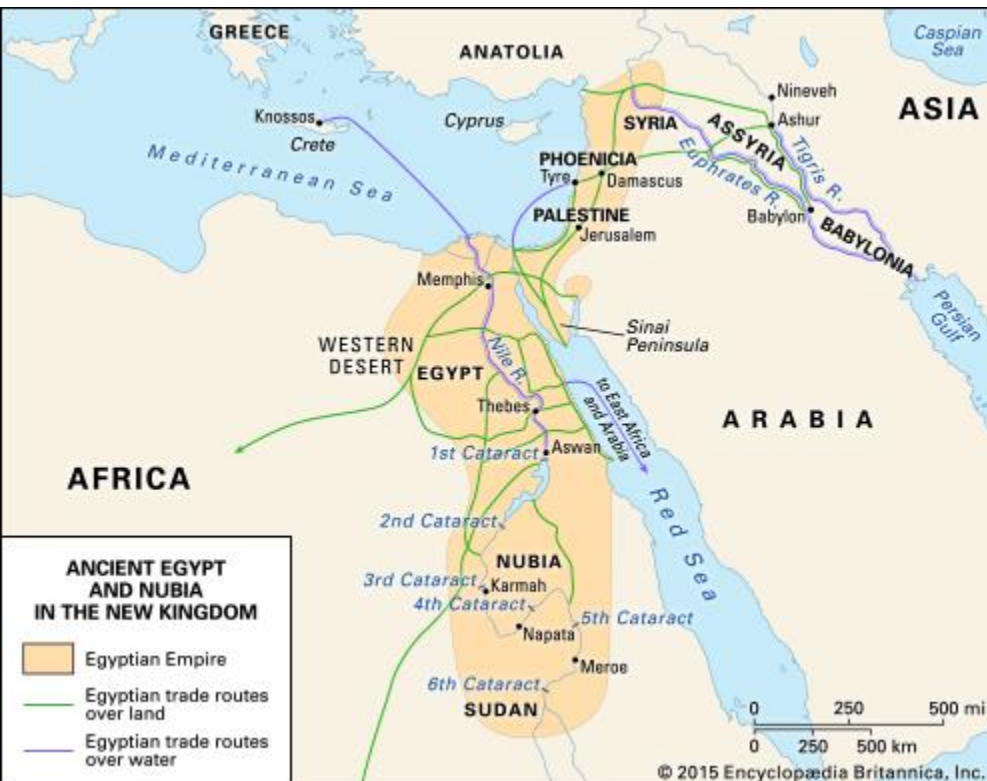 GREECE
ANATOLIA
Caspian
Sea
Nineveh
ASIA
Knossos
Crete
Cyprus
SYRIA
ASSYRIA
Ashur
Mediterranean Sea
PHOENICIA
Tyre
Damascus
Euphrates R.
Tigris R.
PALESTINE
Jerusalem
Babylon
BABYLONIA
Memphis
Persian
Gulf
Sinai
Peninsula
WESTERN
DESERT
EGYPT
Nile R.
Thebes
to East Africa
and Arabia
ARABIA
1st Cataract
Aswan
AFRICA
Red Sea
2nd Cataract
NUBIA
3rd Cataract
Karmah
4th Cataract
5th Cataract
Napata
Meroe
6th Cataract
SUDAN
ANCIENT EGYPT
AND NUBIA
IN THE NEW KINGDOM
Egyptian Empire
Egyptian trade routes
over land
Egyptian trade routes
over water
0 250 500 mi
0 250 500 km
© 2015 Encyclopædia Britannica, Inc.